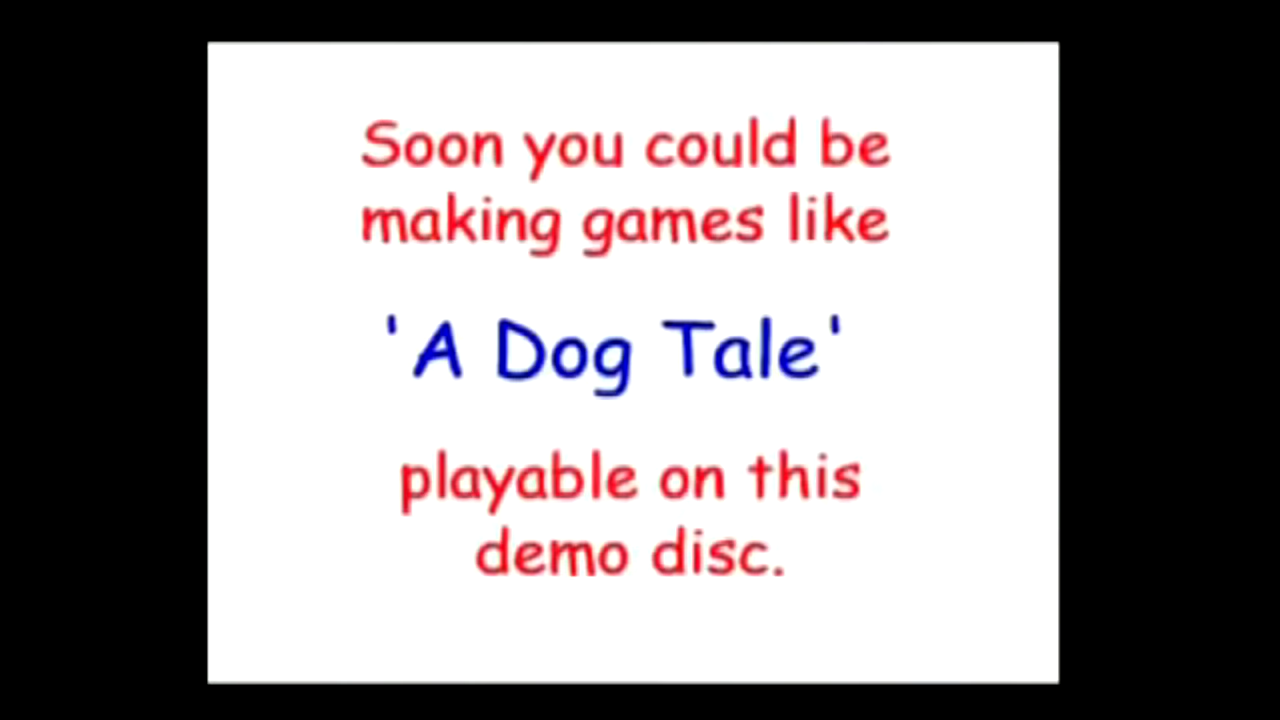 Soon you could be
making games like
'A Dog Tale'
playable on this
demo disc.